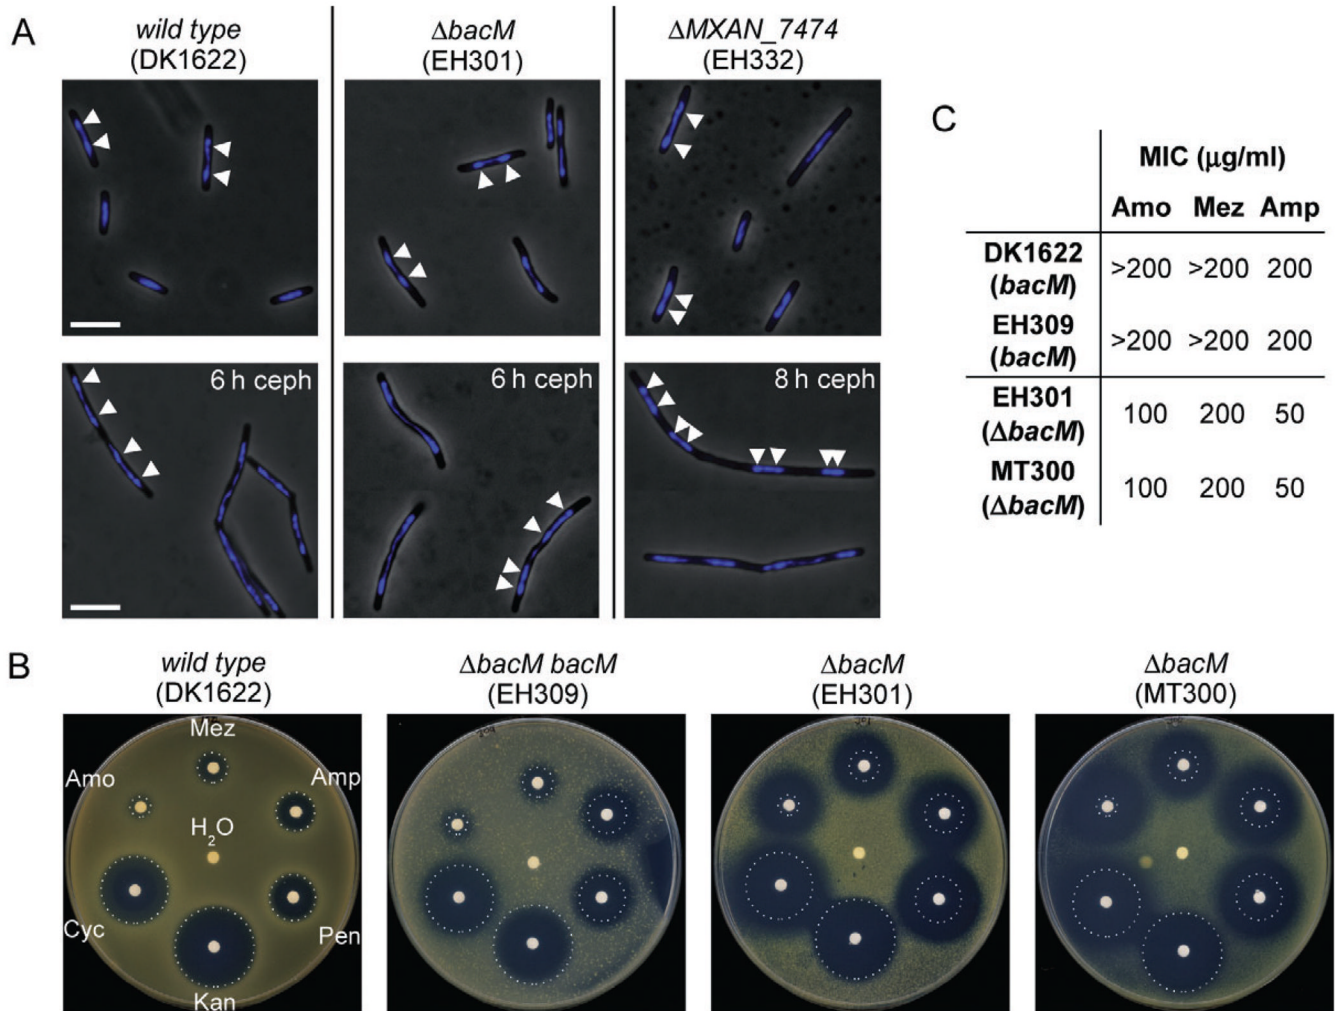 A
wild type
(DK1622)
ΔbacM
(EH301)
ΔMXAN_7474
(EH332)
6 h ceph
6 h ceph
8 h ceph
C
MIC (μg/ml)
Amo Mez Amp
DK1622
(bacM)
>200 >200 200
EH309
(bacM)
>200 >200 200
EH301
(ΔbacM)
100 200 50
MT300
(ΔbacM)
100 200 50
B
wild type
(DK1622)
ΔbacM bacM
(EH309)
ΔbacM
(EH301)
ΔbacM
(MT300)
Mez
Amo
Amp
H2O
Cyc
Pen
Kan